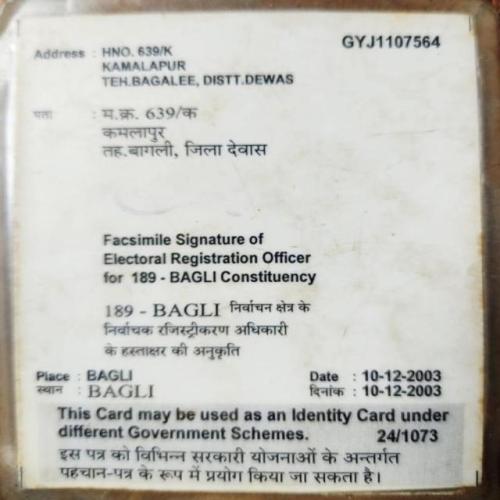 GYJ1107564
Address : HNO. 639/K
KAMALAPUR
TEH.BAGALEE, DISTT.DEWAS
पता : म.क्र. 639/क
कमलापुर
तह.बागली, जिला देवास
Facsimile Signature of
Electoral Registration Officer
for 189 - BAGLI Constituency
189 - BAGLI निर्वाचन क्षेत्र के
निर्वाचक रजिस्ट्रीकरण अधिकारी
के हस्ताक्षर की अनुकृति
Place : BAGLI Date : 10-12-2003
स्थान : BAGLI दिनांक : 10-12-2003
This Card may be used as an Identity Card under
different Government Schemes. 24/1073
इस पत्र को विभिन्न सरकारी योजनाओं के अन्तर्गत
पहचान-पत्र के रूप में प्रयोग किया जा सकता है।